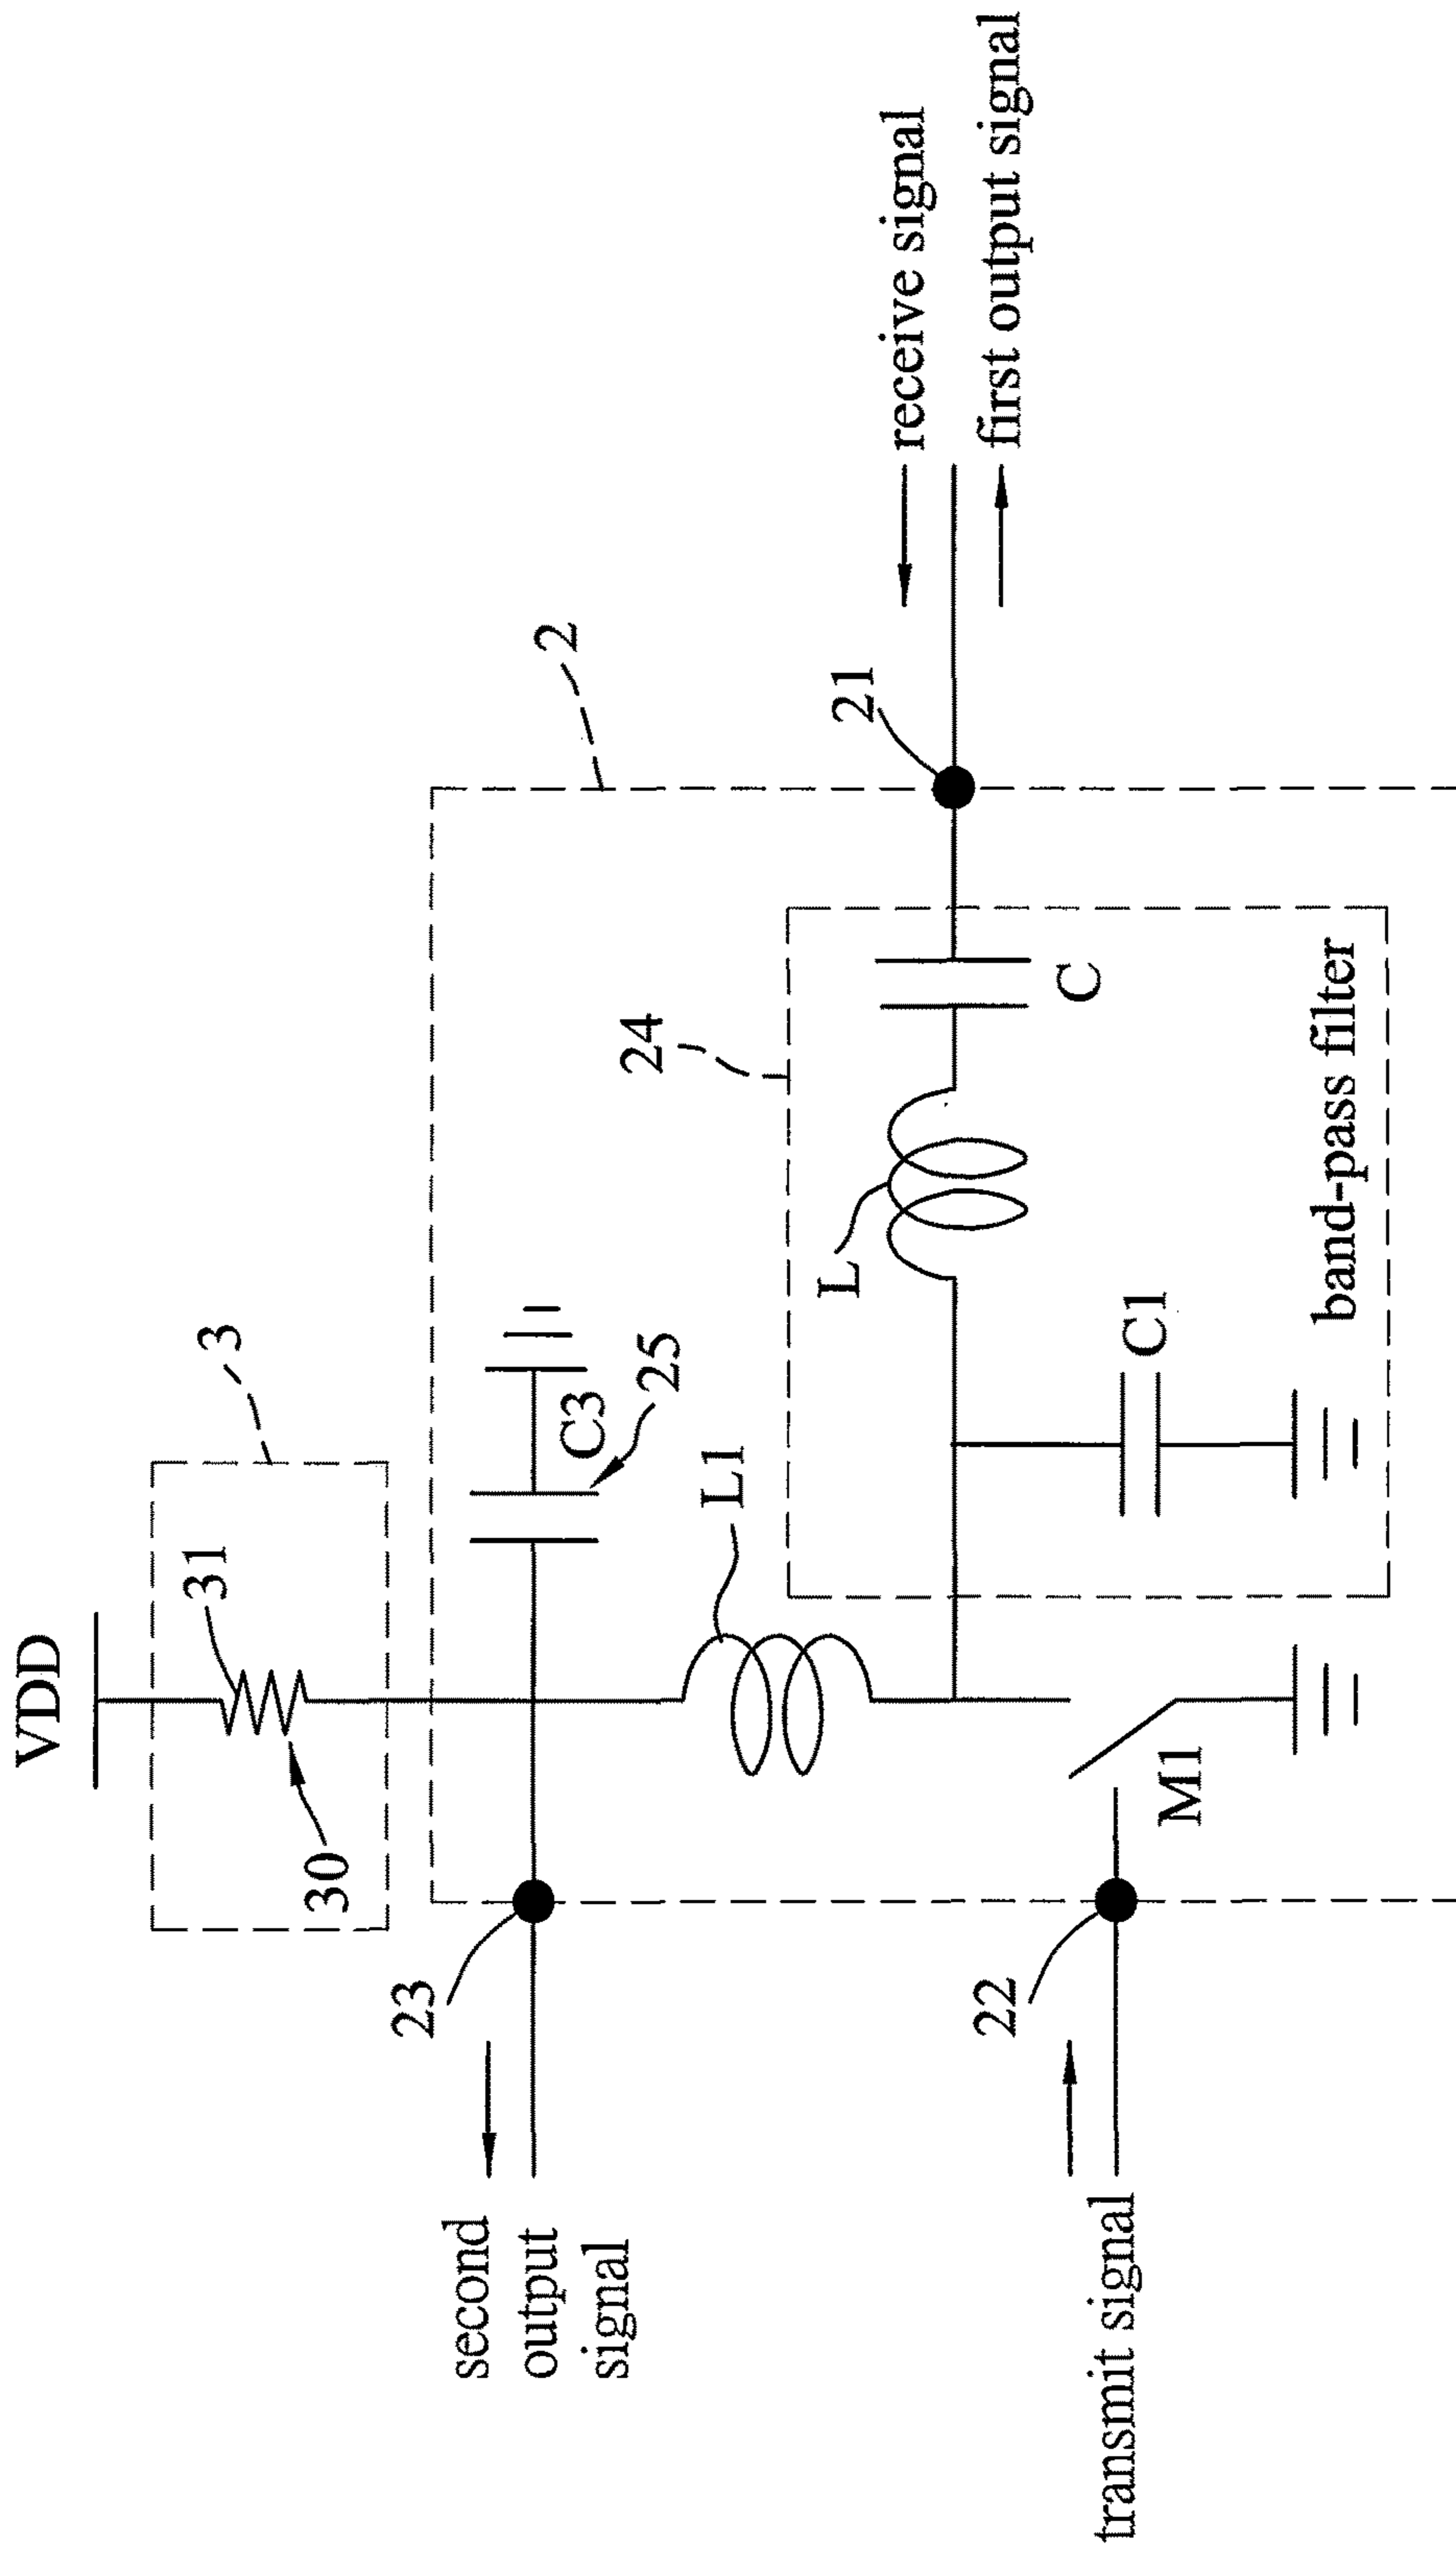 VDD
31
3
30
2
C3
25
23
second
output
signal
L1
24
21
receive signal
first output signal
L
C
C1
22
transmit signal
M1
band-pass filter